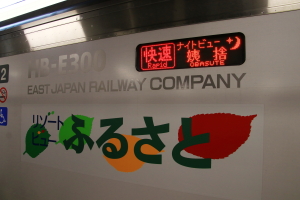 快速
Rapid
ナイトビュー
姨捨
OBASUTE
HB-E300
EAST JAPAN RAILWAY COMPANY
2
リゾート
ビュー
ふるさと